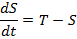 dS/dt = T − S